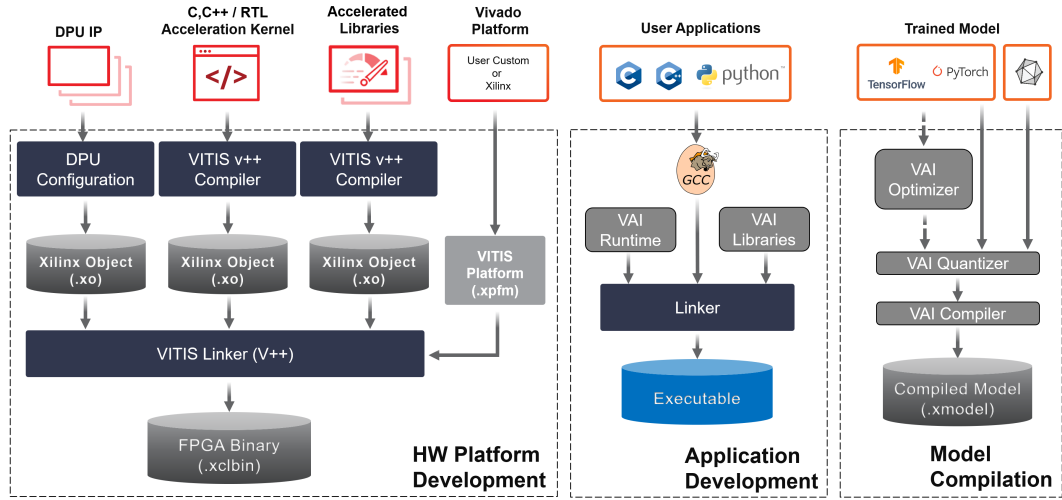 DPU IP
C,C++ / RTL
Acceleration Kernel
Accelerated
Libraries
Vivado
Platform
User Applications
Trained Model
</>
User Custom
or
Xilinx
C
C++
python™
TensorFlow
PyTorch
DPU
Configuration
VITIS v++
Compiler
VITIS v++
Compiler
GCC
VAI
Optimizer
VAI
Runtime
VAI
Libraries
Xilinx Object
(.xo)
Xilinx Object
(.xo)
Xilinx Object
(.xo)
VITIS
Platform
(.xpfm)
VAI Quantizer
Linker
VAI Compiler
VITIS Linker (V++)
Executable
Compiled Model
(.xmodel)
FPGA Binary
(.xclbin)
HW Platform
Development
Application
Development
Model
Compilation